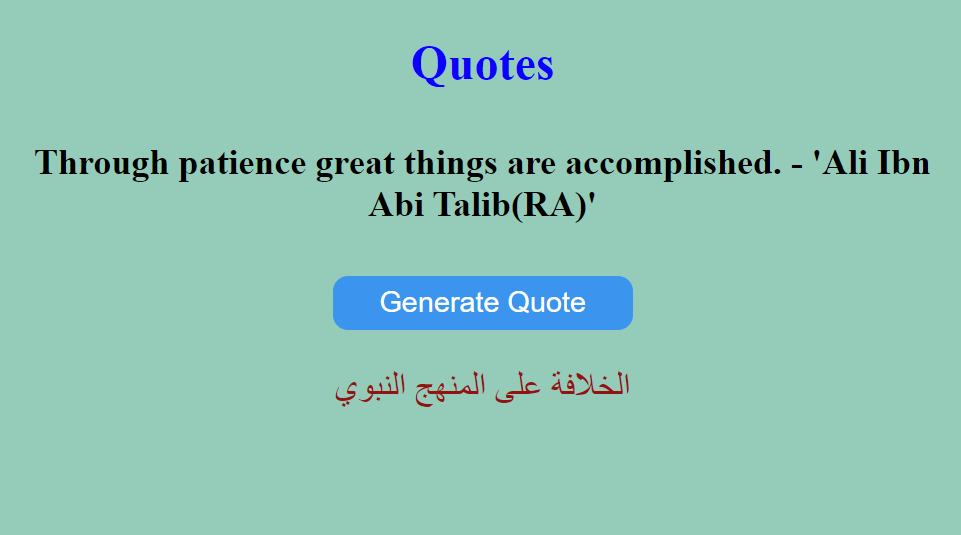 Quotes
Through patience great things are accomplished. - 'Ali Ibn
Abi Talib(RA)'
Generate Quote
الخلافة على المنهج النبوي